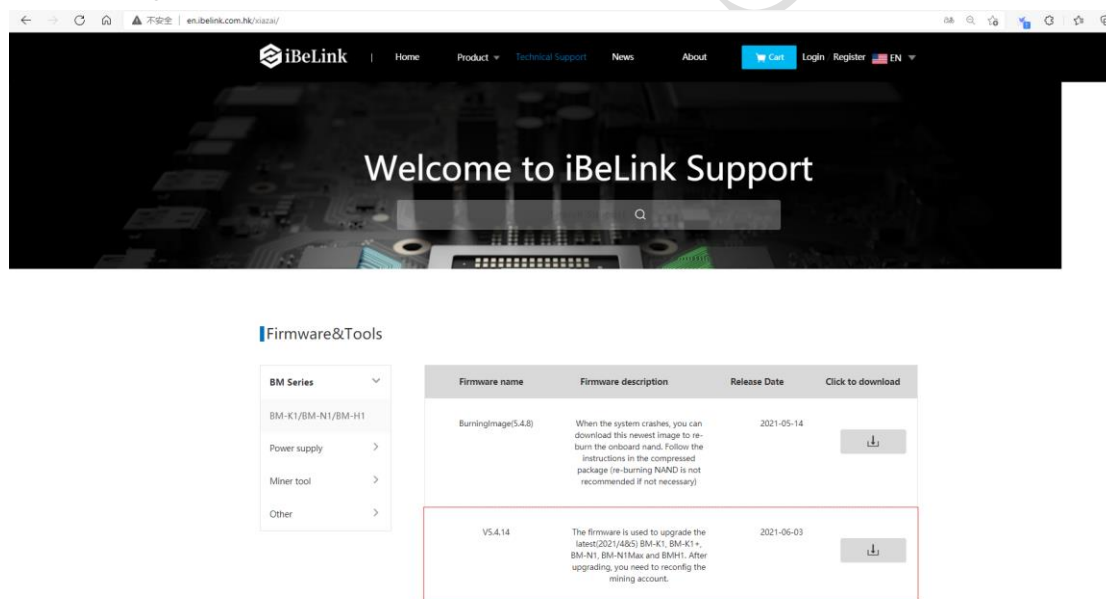 不安全 | en.ibelink.com.hk/xiazai/
iBeLink | Home Product Technical Support News About Cart Login / Register EN
Welcome to iBeLink Support
Firmware&Tools
BM Series
BM-K1/BM-N1/BM-H1
Power supply
Miner tool
Other
Firmware name Firmware description Release Date Click to download
BurningImage(5.4.8) When the system crashes, you can 2021-05-14
download this newest image to re-
burn the onboard nand. Follow the
instructions in the compressed
package (re-burning NAND is not
recommended if not necessary)
V5.4.14 The firmware is used to upgrade the 2021-06-03
latest(2021/4&5) BM-K1, BM-K1+,
BM-N1, BM-N1Max and BMH1. After
upgrading, you need to reconfig the
mining account.